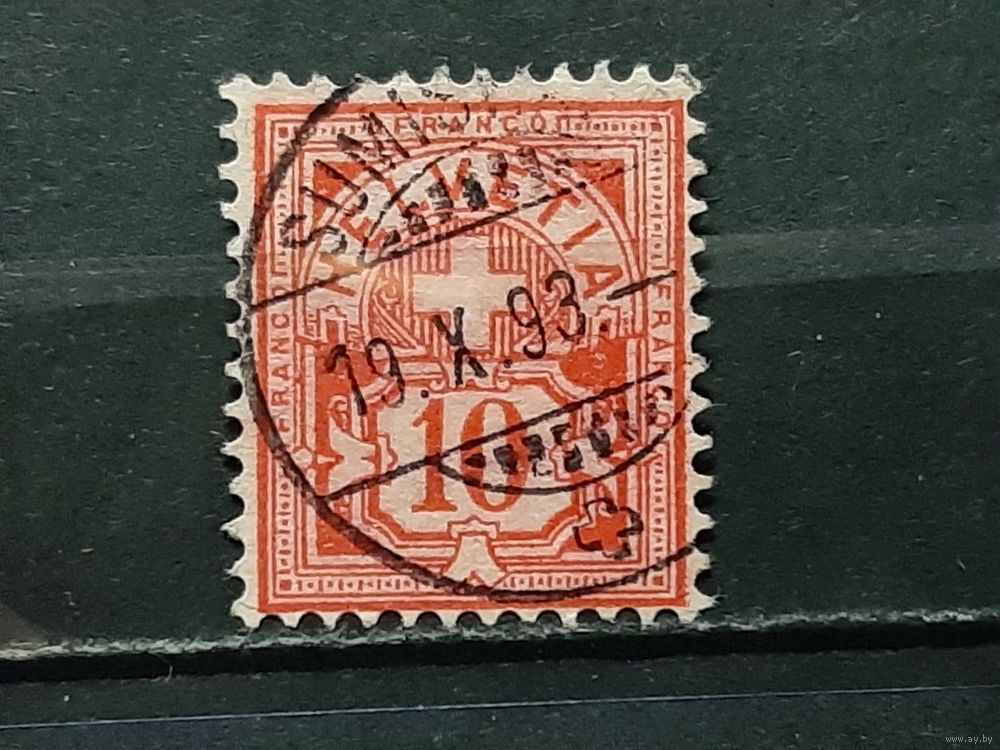 FRANCO
HELVETIA
FRANCO
FRANCO
19.X.93.
10
www.ay.by